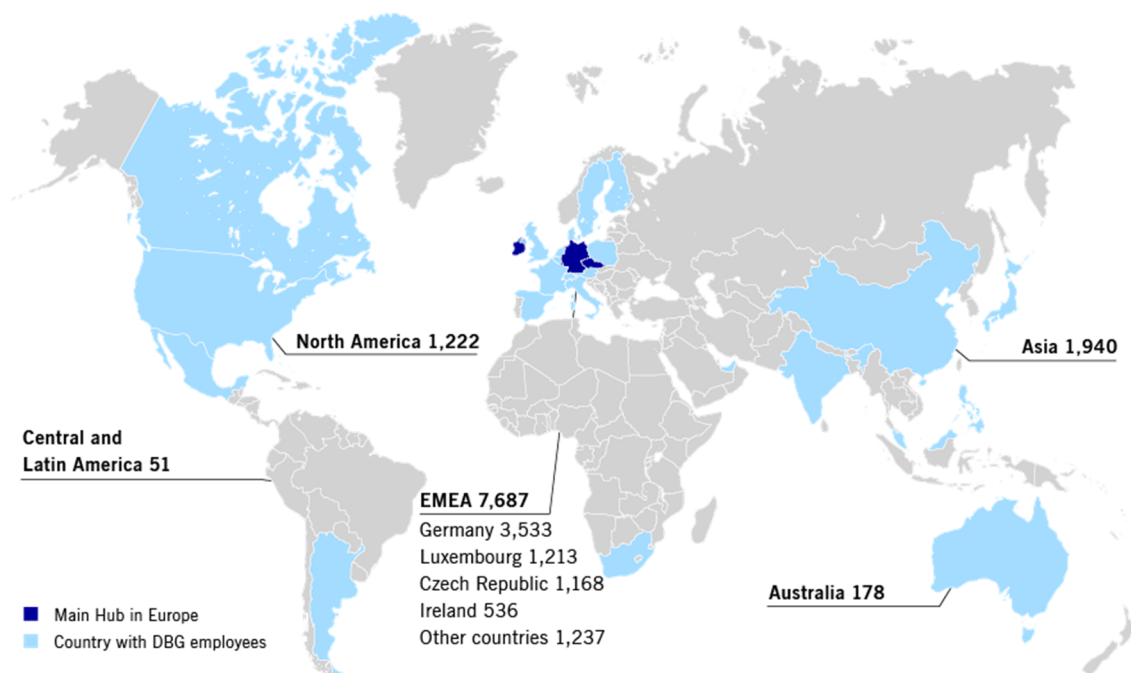 North America 1,222
Asia 1,940
Central and
Latin America 51
EMEA 7,687
Germany 3,533
Luxembourg 1,213
Czech Republic 1,168
Ireland 536
Other countries 1,237
Australia 178
Main Hub in Europe
Country with DBG employees